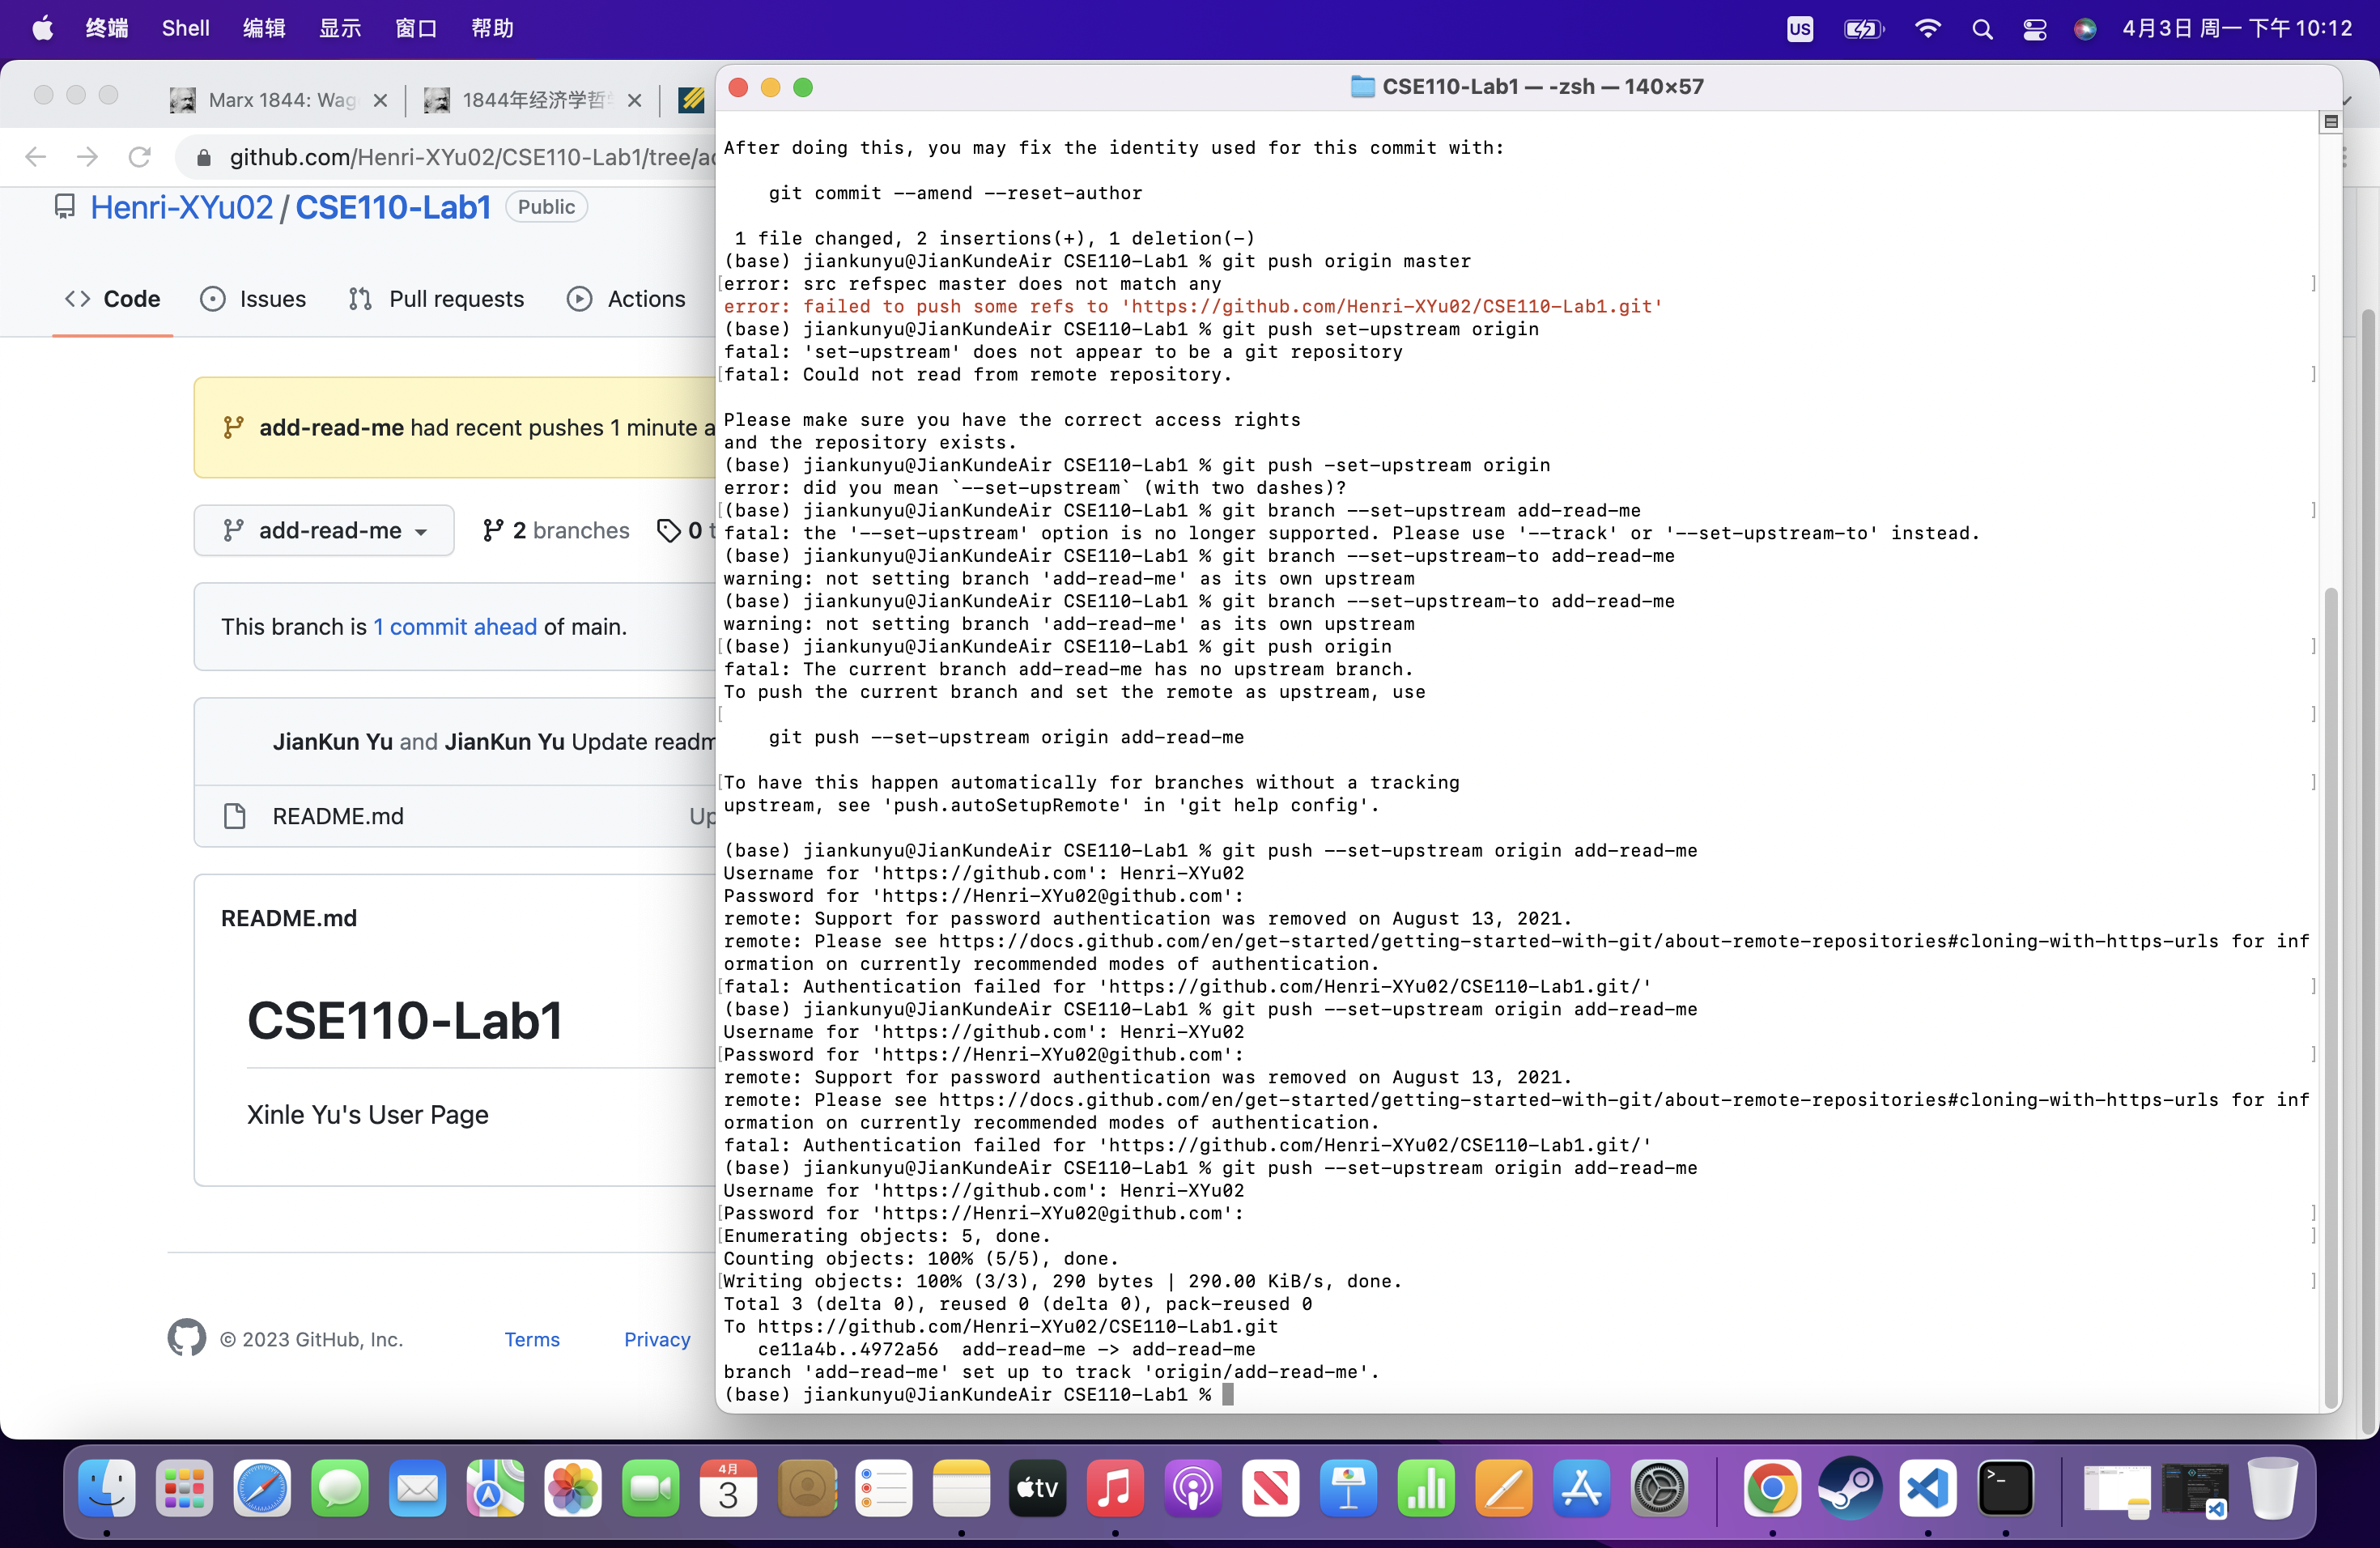 终端 Shell 编辑 显示 窗口 帮助 US 4月3日 周一 下午 10:12
Marx 1844: Wag 1844年经济学哲
github.com/Henri-XYu02/CSE110-Lab1/tree/ad
Henri-XYu02 / CSE110-Lab1 Public
Code Issues Pull requests Actions
add-read-me had recent pushes 1 minute a
add-read-me 2 branches 0 t
This branch is 1 commit ahead of main.
JianKun Yu and JianKun Yu Update readm
README.md Up
README.md
CSE110-Lab1
Xinle Yu's User Page
© 2023 GitHub, Inc. Terms Privacy
CSE110-Lab1 — -zsh — 140×57
After doing this, you may fix the identity used for this commit with:
git commit --amend --reset-author
1 file changed, 2 insertions(+), 1 deletion(-)
(base) jiankunyu@JianKundeAir CSE110-Lab1 % git push origin master
error: src refspec master does not match any
error: failed to push some refs to 'https://github.com/Henri-XYu02/CSE110-Lab1.git'
(base) jiankunyu@JianKundeAir CSE110-Lab1 % git push set-upstream origin
fatal: 'set-upstream' does not appear to be a git repository
fatal: Could not read from remote repository.
Please make sure you have the correct access rights
and the repository exists.
(base) jiankunyu@JianKundeAir CSE110-Lab1 % git push -set-upstream origin
error: did you mean `--set-upstream` (with two dashes)?
(base) jiankunyu@JianKundeAir CSE110-Lab1 % git branch --set-upstream add-read-me
fatal: the '--set-upstream' option is no longer supported. Please use '--track' or '--set-upstream-to' instead.
(base) jiankunyu@JianKundeAir CSE110-Lab1 % git branch --set-upstream-to add-read-me
warning: not setting branch 'add-read-me' as its own upstream
(base) jiankunyu@JianKundeAir CSE110-Lab1 % git branch --set-upstream-to add-read-me
warning: not setting branch 'add-read-me' as its own upstream
(base) jiankunyu@JianKundeAir CSE110-Lab1 % git push origin
fatal: The current branch add-read-me has no upstream branch.
To push the current branch and set the remote as upstream, use
git push --set-upstream origin add-read-me
To have this happen automatically for branches without a tracking
upstream, see 'push.autoSetupRemote' in 'git help config'.
(base) jiankunyu@JianKundeAir CSE110-Lab1 % git push --set-upstream origin add-read-me
Username for 'https://github.com': Henri-XYu02
Password for 'https://Henri-XYu02@github.com':
remote: Support for password authentication was removed on August 13, 2021.
remote: Please see https://docs.github.com/en/get-started/getting-started-with-git/about-remote-repositories#cloning-with-https-urls for inf
ormation on currently recommended modes of authentication.
fatal: Authentication failed for 'https://github.com/Henri-XYu02/CSE110-Lab1.git/'
(base) jiankunyu@JianKundeAir CSE110-Lab1 % git push --set-upstream origin add-read-me
Username for 'https://github.com': Henri-XYu02
Password for 'https://Henri-XYu02@github.com':
remote: Support for password authentication was removed on August 13, 2021.
remote: Please see https://docs.github.com/en/get-started/getting-started-with-git/about-remote-repositories#cloning-with-https-urls for inf
ormation on currently recommended modes of authentication.
fatal: Authentication failed for 'https://github.com/Henri-XYu02/CSE110-Lab1.git/'
(base) jiankunyu@JianKundeAir CSE110-Lab1 % git push --set-upstream origin add-read-me
Username for 'https://github.com': Henri-XYu02
Password for 'https://Henri-XYu02@github.com':
Enumerating objects: 5, done.
Counting objects: 100% (5/5), done.
Writing objects: 100% (3/3), 290 bytes | 290.00 KiB/s, done.
Total 3 (delta 0), reused 0 (delta 0), pack-reused 0
To https://github.com/Henri-XYu02/CSE110-Lab1.git
ce11a4b..4972a56 add-read-me -> add-read-me
branch 'add-read-me' set up to track 'origin/add-read-me'.
(base) jiankunyu@JianKundeAir CSE110-Lab1 %
4月
3
tv